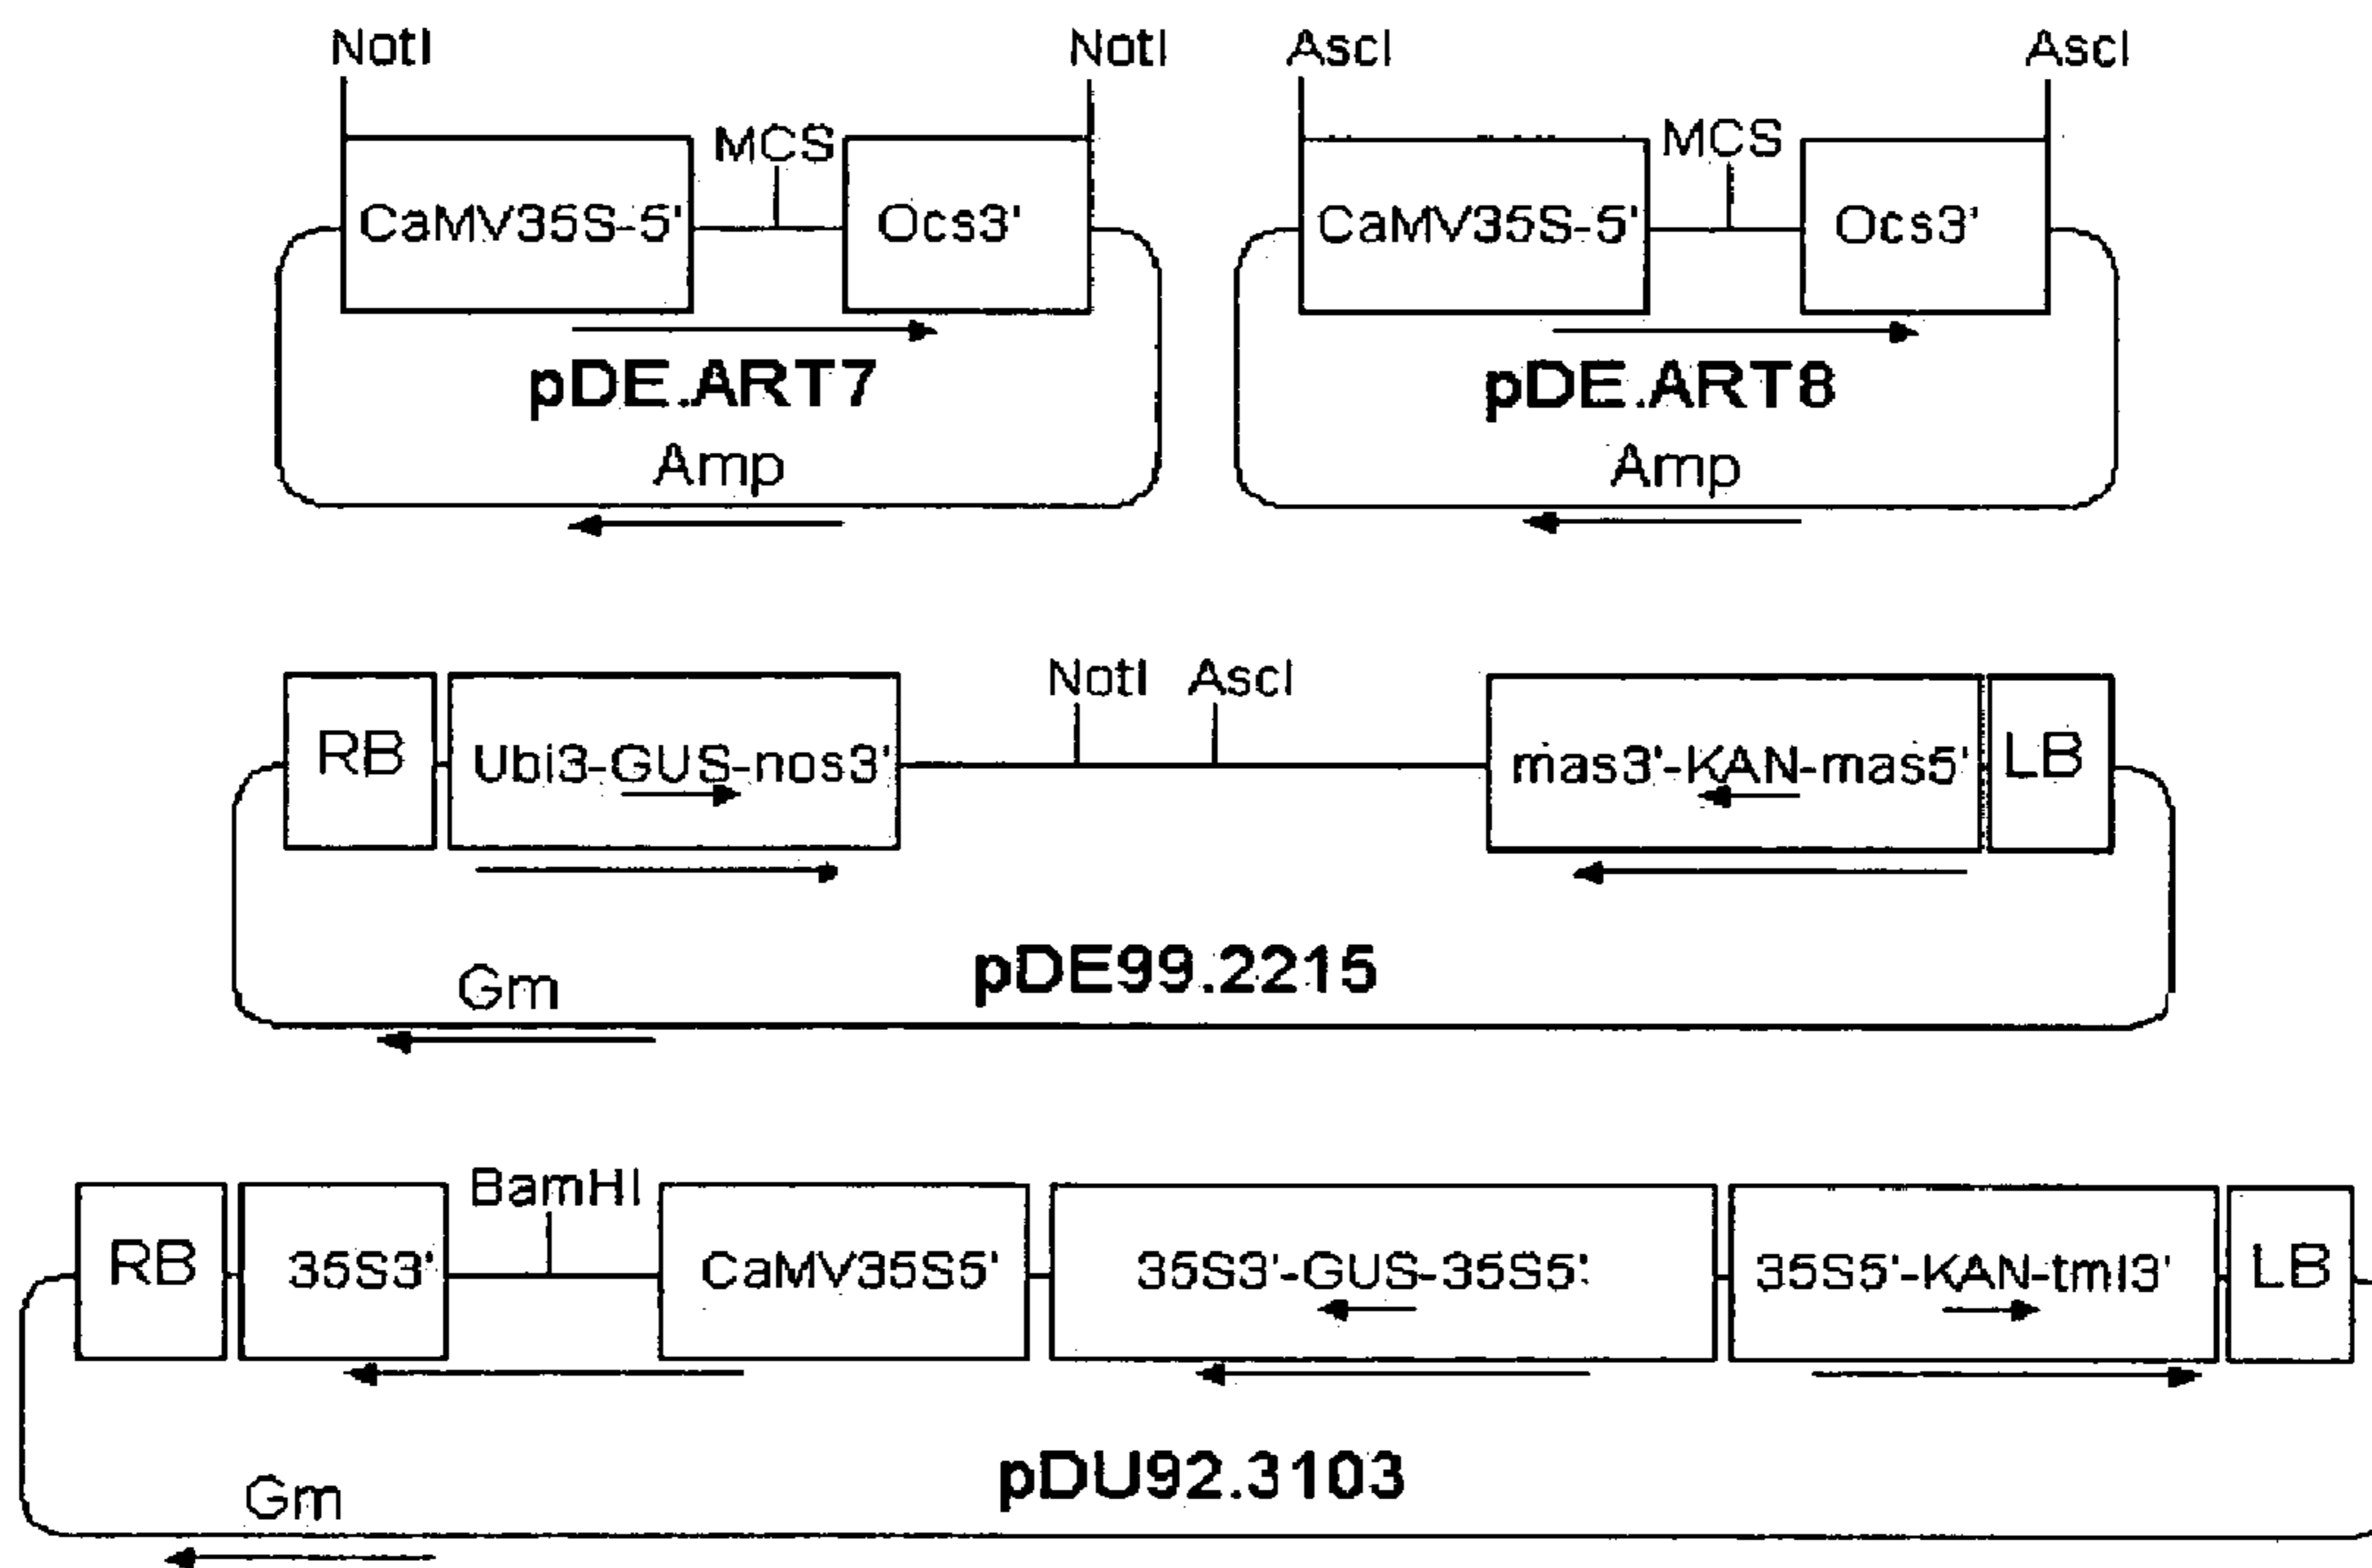 NotI NotI AscI AscI
MCS MCS
CaMV35S-5' Ocs3' CaMV35S-5' Ocs3'
pDE.ART7 pDE.ART8
Amp Amp
NotI AscI
RB Ubi3-GUS-nos3' mas3'-KAN-mas5' LB
pDE99.2215
Gm
BamHI
RB 35S3' CaMV35S5' 35S3'-GUS-35S5' 35S5'-KAN-tml3' LB
pDU92.3103
Gm